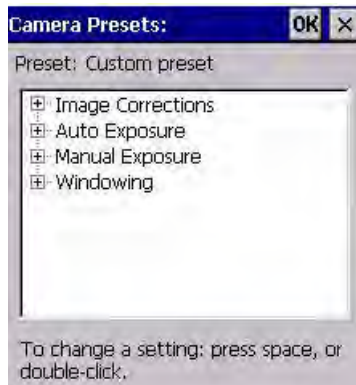 Camera Presets: OK ×
Preset: Custom preset
Image Corrections
Auto Exposure
Manual Exposure
Windowing
To change a setting: press space, or
double-click.